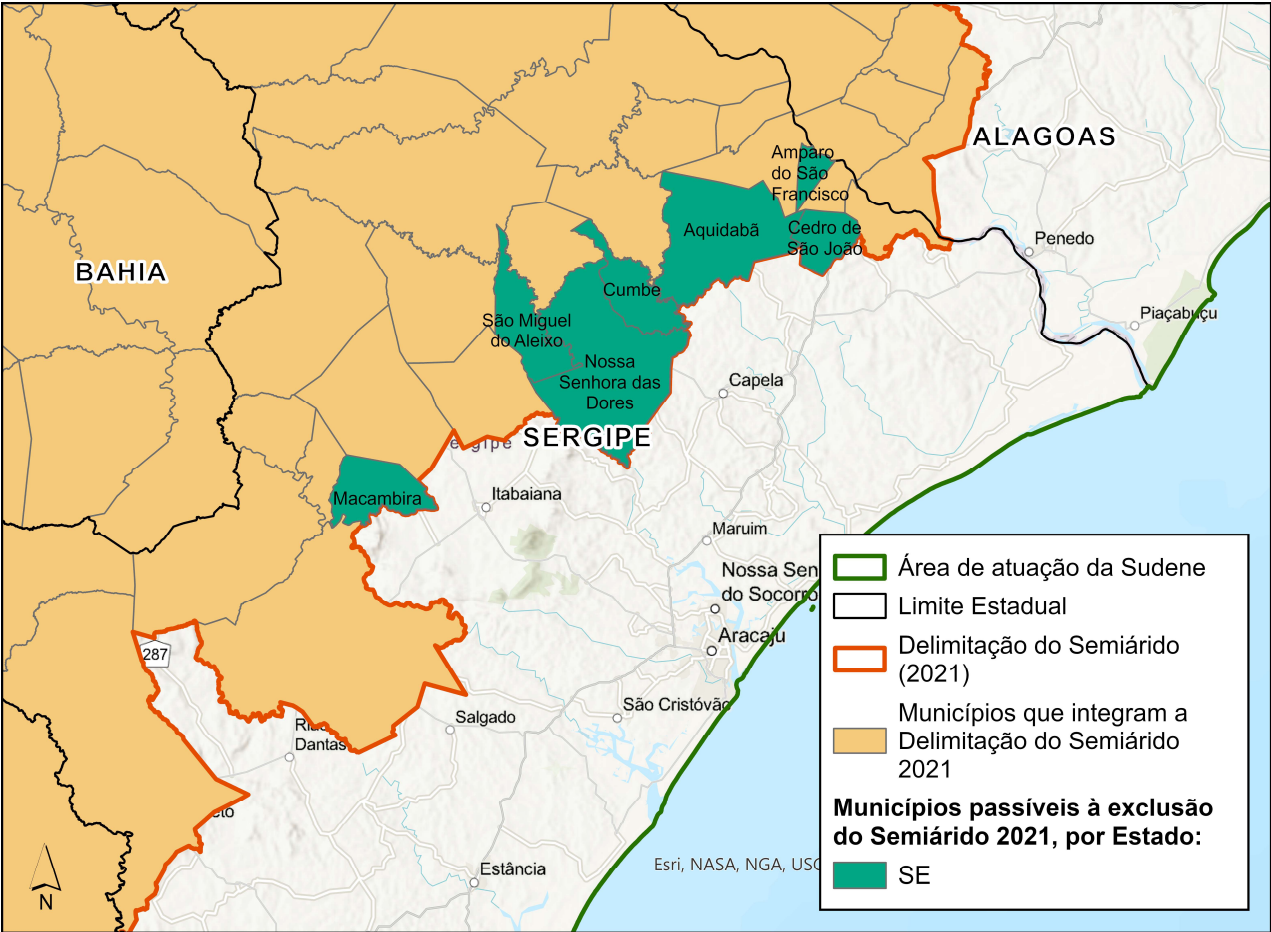 ALAGOAS
Amparo
do São
Francisco
Aquidabã
Cedro de
São João
Penedo
BAHIA
Cumbe
Piaçabuçu
São Miguel
do Aleixo
Nossa
Senhora das
Dores
Capela
SERGIPE
ergipe
Macambira
Itabaiana
Maruim
Nossa Sen
do Socorro
Aracaju
287
São Cristóvão
Salgado
Dantas
Estância
Esri, NASA, NGA, USG
N
Área de atuação da Sudene
Limite Estadual
Delimitação do Semiárido
(2021)
Municípios que integram a
Delimitação do Semiárido
2021
Municípios passíveis à exclusão
do Semiárido 2021, por Estado:
SE